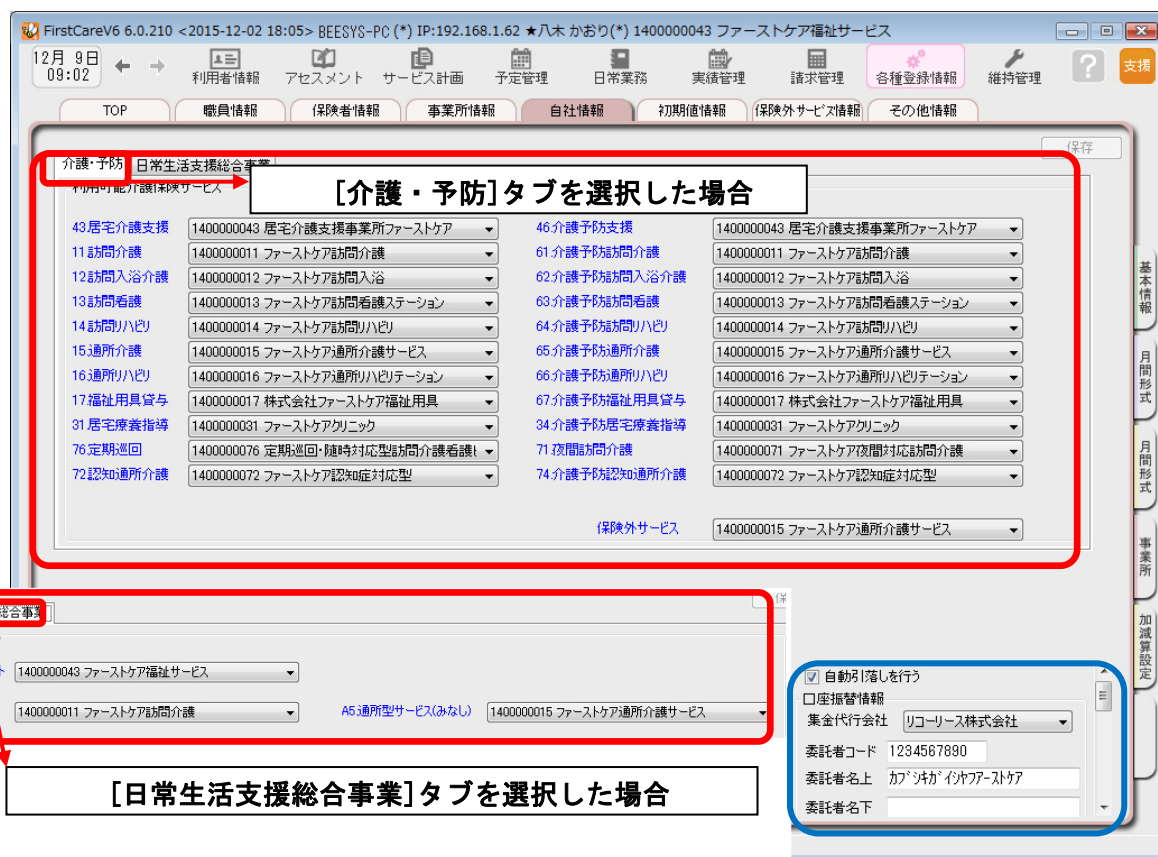 FirstCareV6 6.0.210 <2015-12-02 18:05> BEESYS-PC (*) IP:192.168.1.62 ★八木 かおり(*) 1400000043 ファーストケア福祉サービス
12月 9日
09:02
利用者情報 アセスメント サービス計画 予定管理 日常業務 実績管理 請求管理 各種登録情報 維持管理 ? 支援
TOP 職員情報 保険者情報 事業所情報 自社情報 初期値情報 保険外サービス情報 その他情報
保存
介護・予防 日常生活支援総合事業
利用可能介護保険サービス
[介護・予防]タブを選択した場合
43居宅介護支援 1400000043 居宅介護支援事業所ファーストケア 46介護予防支援 1400000043 居宅介護支援事業所ファーストケア
11訪問介護 1400000011 ファーストケア訪問介護 61介護予防訪問介護 1400000011 ファーストケア訪問介護
12訪問入浴介護 1400000012 ファーストケア訪問入浴 62介護予防訪問入浴介護 1400000012 ファーストケア訪問入浴
13訪問看護 1400000013 ファーストケア訪問看護ステーション 63介護予防訪問看護 1400000013 ファーストケア訪問看護ステーション
14訪問リハビリ 1400000014 ファーストケア訪問リハビリ 64介護予防訪問リハビリ 1400000014 ファーストケア訪問リハビリ
15通所介護 1400000015 ファーストケア通所介護サービス 65介護予防通所介護 1400000015 ファーストケア通所介護サービス
16通所リハビリ 1400000016 ファーストケア通所リハビリテーション 66介護予防通所リハビリ 1400000016 ファーストケア通所リハビリテーション
17福祉用具貸与 1400000017 株式会社ファーストケア福祉用具 67介護予防福祉用具貸与 1400000017 株式会社ファーストケア福祉用具
31居宅療養指導 1400000031 ファーストケアクリニック 34介護予防居宅療養指導 1400000031 ファーストケアクリニック
76定期巡回 1400000076 定期巡回・随時対応型訪問介護看護 71夜間訪問介護 1400000071 ファーストケア夜間対応訪問介護
72認知通所介護 1400000072 ファーストケア認知症対応型 74介護予防認知通所介護 1400000072 ファーストケア認知症対応型
保険外サービス 1400000015 ファーストケア通所介護サービス
基本情報
月間形式
月間形式
事業所
加減算設定
総合事業
ト 1400000043 ファーストケア福祉サービス
1400000011 ファーストケア訪問介護 A5通所型サービス(みなし) 1400000015 ファーストケア通所介護サービス
[日常生活支援総合事業]タブを選択した場合
自動引落しを行う
口座振替情報
集金代行会社 リコーリース株式会社
委託者コード 1234567890
委託者名上 カブシキガイシヤフアーストケア
委託者名下